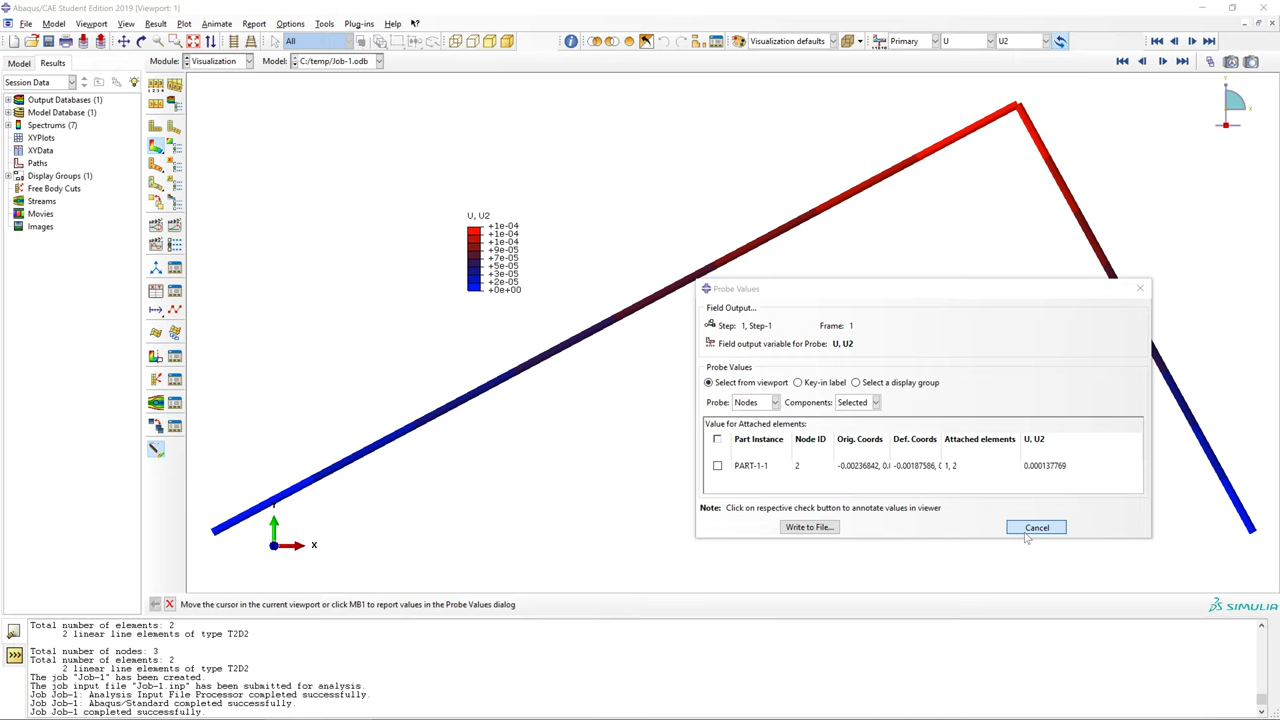 Abaqus/CAE Student Edition 2019 [Viewport: 1]
File Model Viewport View Result Plot Animate Report Options Tools Plug-ins Help
All Visualization defaults Primary U U2
Model Results Module: Visualization Model: C:/temp/Job-1.odb
Session Data
Output Databases (1)
Model Database (1)
Spectrums (7)
XYPlots
XYData
Paths
Display Groups (1)
Free Body Cuts
Streams
Movies
Images
U, U2
+1e-04
+1e-04
+1e-04
+9e-05
+7e-05
+5e-05
+3e-05
+2e-05
+0e+00
Y
X
X
Probe Values
Field Output...
Step: 1, Step-1 Frame: 1
Field output variable for Probe: U, U2
Probe Values
Select from viewport Key-in label Select a display group
Probe: Nodes Components: Selected
Value for Attached elements:
Part Instance Node ID Orig. Coords Def. Coords Attached elements U, U2
PART-1-1 2 -0.00236842, 0.( -0.00187586, ( 1, 2 0.000137769
Note: Click on respective check button to annotate values in viewer
Write to File... Cancel
Move the cursor in the current viewport or click MB1 to report values in the Probe Values dialog
SIMULIA
Total number of elements: 2
2 linear line elements of type T2D2
Total number of nodes: 3
Total number of elements: 2
2 linear line elements of type T2D2
The job "Job-1" has been created.
The job input file "Job-1.inp" has been submitted for analysis.
Job Job-1: Analysis Input File Processor completed successfully.
Job Job-1: Abaqus/Standard completed successfully.
Job Job-1 completed successfully.